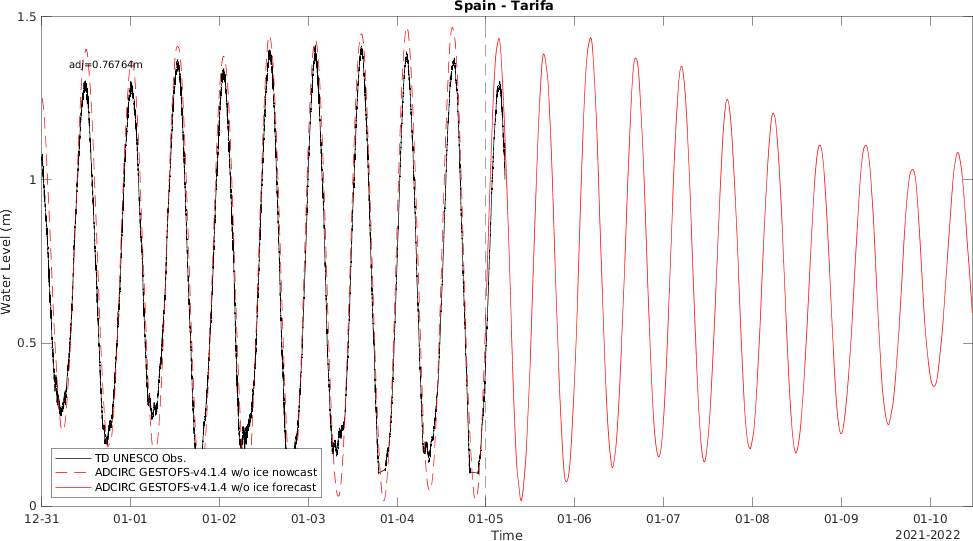 Spain - Tarifa
1.5
adj=0.76764m
1
Water Level (m)
0.5
TD UNESCO Obs.
ADCIRC GESTOFS-v4.1.4 w/o ice nowcast
ADCIRC GESTOFS-v4.1.4 w/o ice forecast
0
12-31 01-01 01-02 01-03 01-04 01-05 01-06 01-07 01-08 01-09 01-10
Time
2021-2022